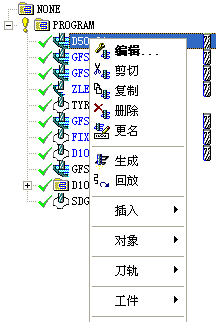 NONE
PROGRAM
D50
GFS
GFS
ZLE
TYR
GFS
FIX
D10
GFS
D10
SDG
编辑...
剪切
复制
删除
更名
生成
回放
插入
对象
刀轨
工件